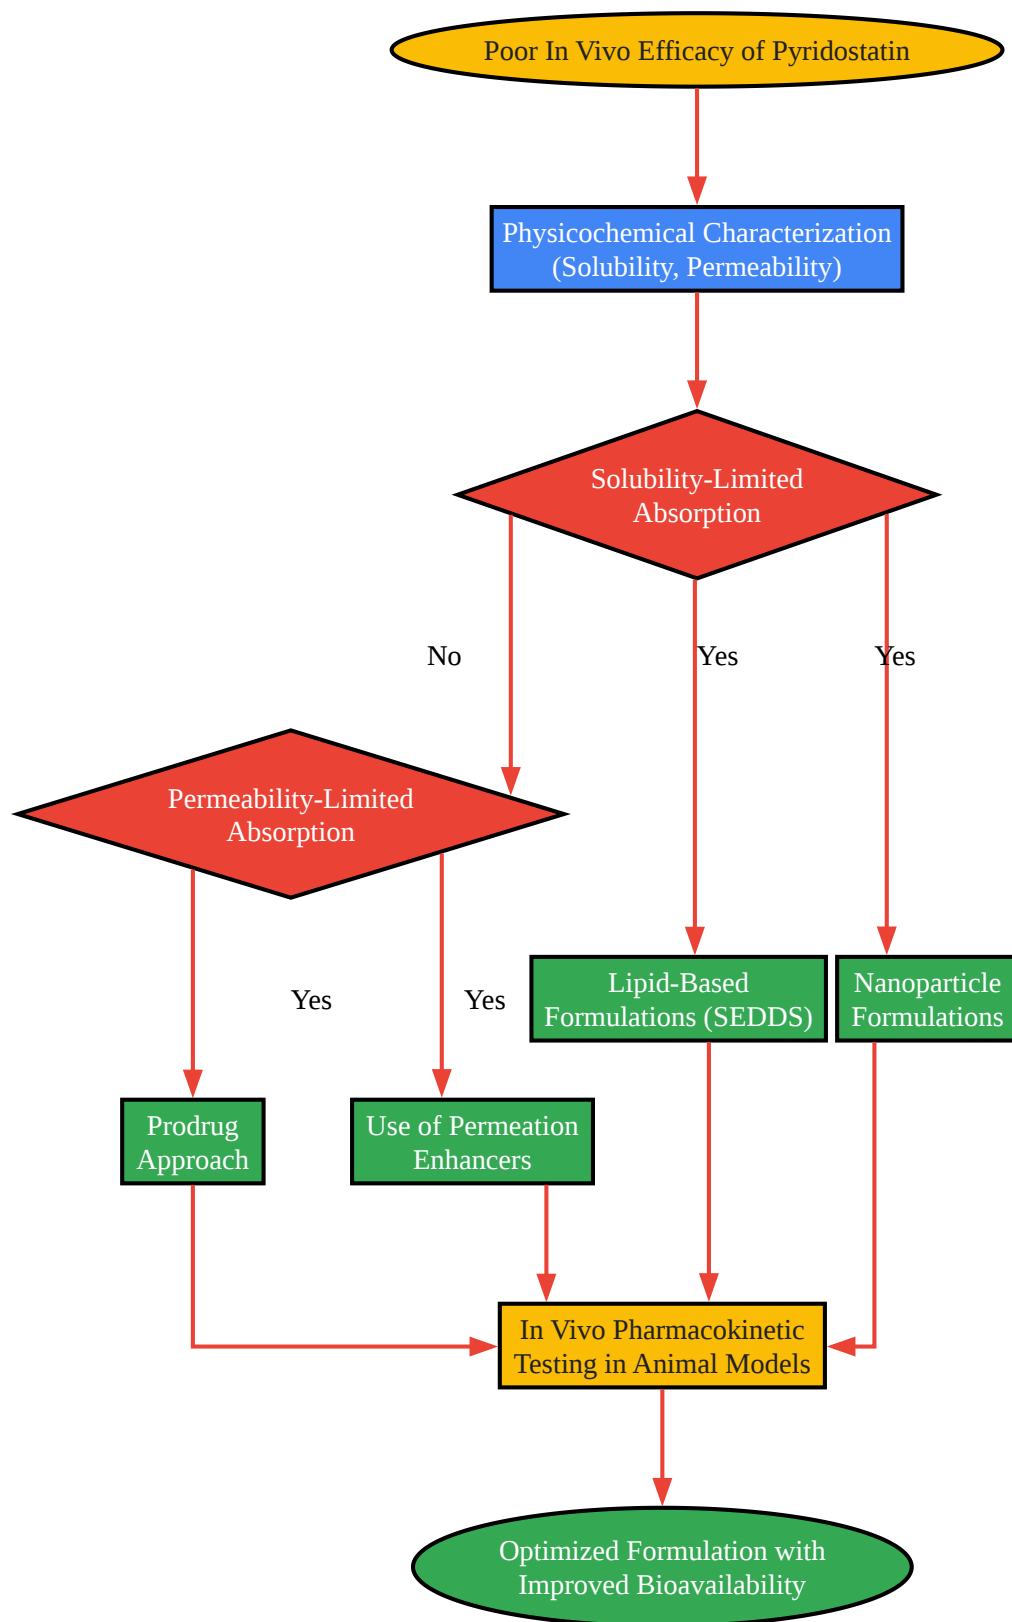 Poor In Vivo Efficacy of Pyridostatin
Physicochemical Characterization
(Solubility, Permeability)
Solubility-Limited
Absorption
No
Yes
Yes
Permeability-Limited
Absorption
Yes
Yes
Lipid-Based
Formulations (SEDDS)
Nanoparticle
Formulations
Prodrug
Approach
Use of Permeation
Enhancers
In Vivo Pharmacokinetic
Testing in Animal Models
Optimized Formulation with
Improved Bioavailability